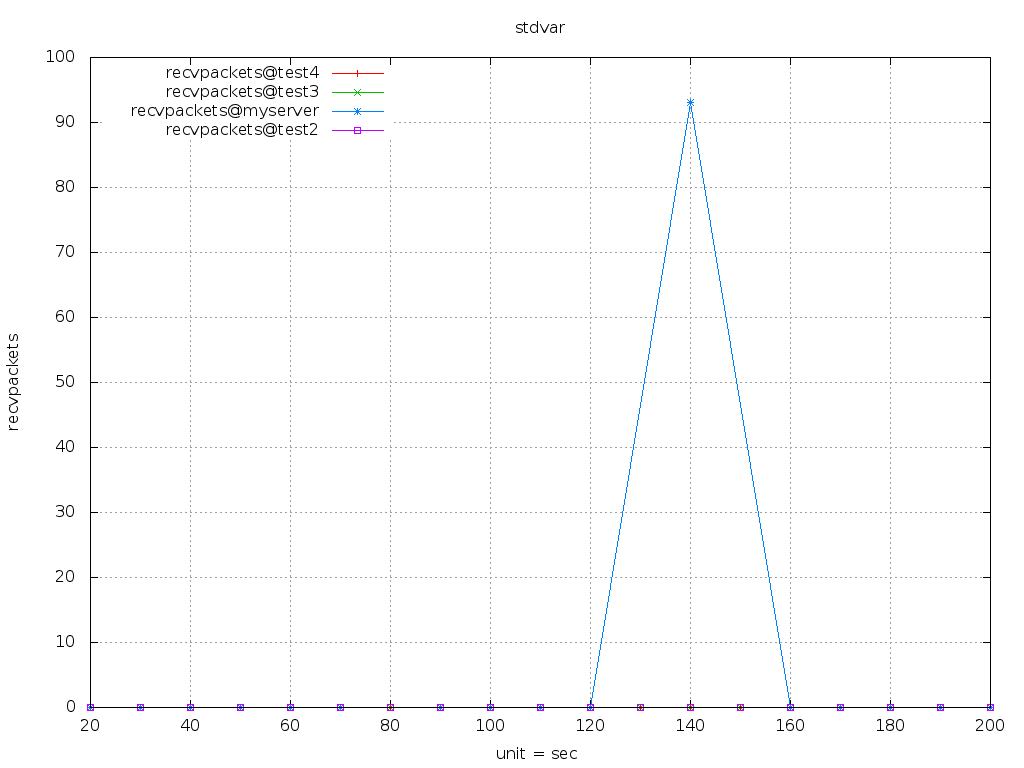 stdvar
recvpackets@test4
recvpackets@test3
recvpackets@myserver
recvpackets@test2
100
90
80
70
60
50
40
30
20
10
0
recvpackets
20 40 60 80 100 120 140 160 180 200
unit = sec